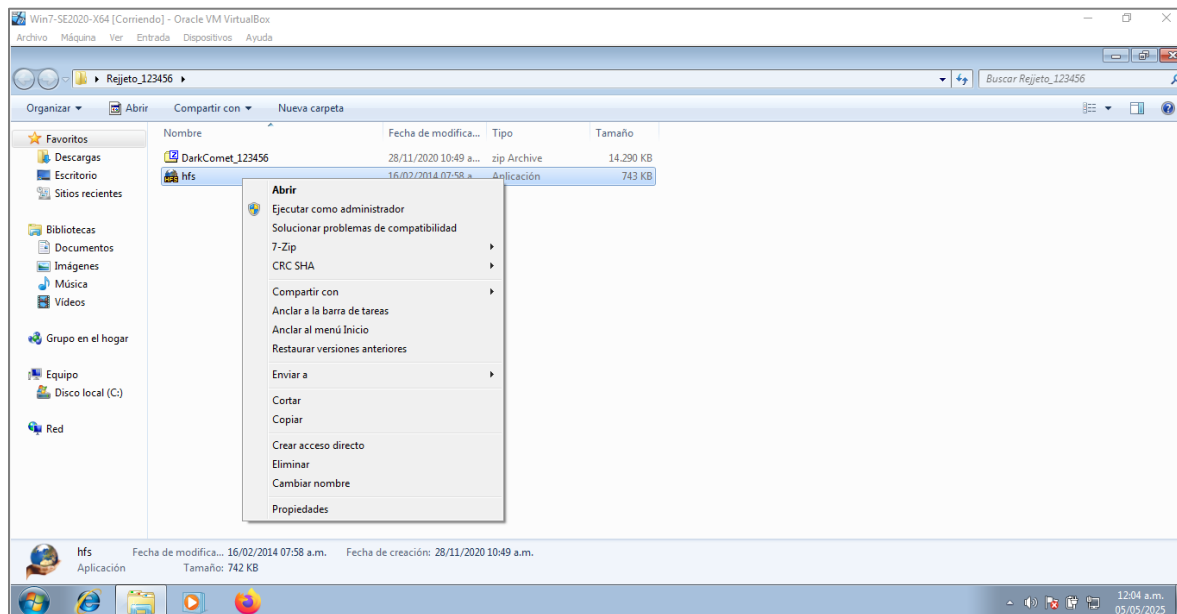 Win7-SE2020-X64 [Corriendo] - Oracle VM VirtualBox
Archivo Máquina Ver Entrada Dispositivos Ayuda
Rejjeto_123456
Buscar Rejjeto_123456
Organizar Abrir Compartir con Nueva carpeta
Favoritos
Descargas
Escritorio
Sitios recientes
Bibliotecas
Documentos
Imágenes
Música
Vídeos
Grupo en el hogar
Equipo
Disco local (C:)
Red
Nombre Fecha de modifica... Tipo Tamaño
DarkComet_123456 28/11/2020 10:49 a... zip Archive 14.290 KB
hfs 16/02/2014 07:58 a... Aplicación 743 KB
Abrir
Ejecutar como administrador
Solucionar problemas de compatibilidad
7-Zip
CRC SHA
Compartir con
Anclar a la barra de tareas
Anclar al menú Inicio
Restaurar versiones anteriores
Enviar a
Cortar
Copiar
Crear acceso directo
Eliminar
Cambiar nombre
Propiedades
hfs Fecha de modifica... 16/02/2014 07:58 a.m. Fecha de creación: 28/11/2020 10:49 a.m.
Aplicación Tamaño: 742 KB
12:04 a.m.
05/05/2025